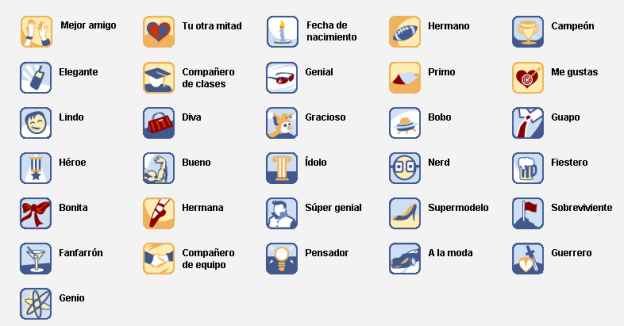 Mejor amigo
Tu otra mitad
Fecha de
nacimiento
Hermano
Campeón
Elegante
Compañero
de clases
Genial
Primo
Me gustas
Lindo
Diva
Gracioso
Bobo
Guapo
Héroe
Bueno
Ídolo
Nerd
Fiestero
Bonita
Hermana
Súper genial
Supermodelo
Sobreviviente
Fanfarrón
Compañero
de equipo
Pensador
A la moda
Guerrero
Genio